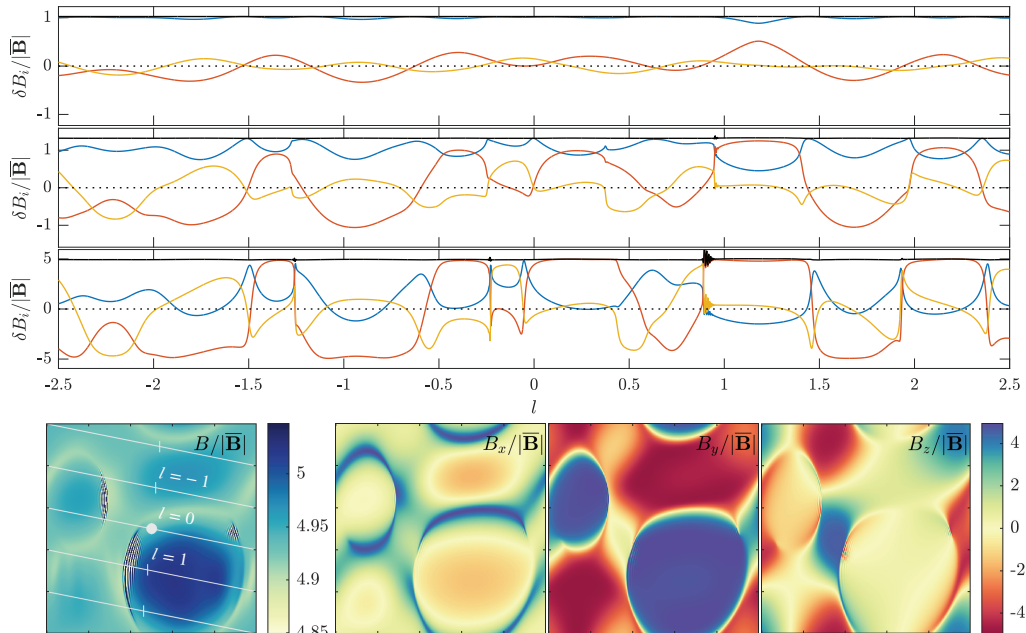 δB_i/|B̅|
1
0
-1
δB_i/|B̅|
1
0
-1
δB_i/|B̅|
5
0
-5
-2.5 -2 -1.5 -1 -0.5 0 0.5 1 1.5 2 2.5
l
B/|B̅| B_x/|B̅| B_y/|B̅| B_z/|B̅|
l = −1
l = 0
l = 1
5
4.95
4.9
4.85
4
2
0
-2
-4